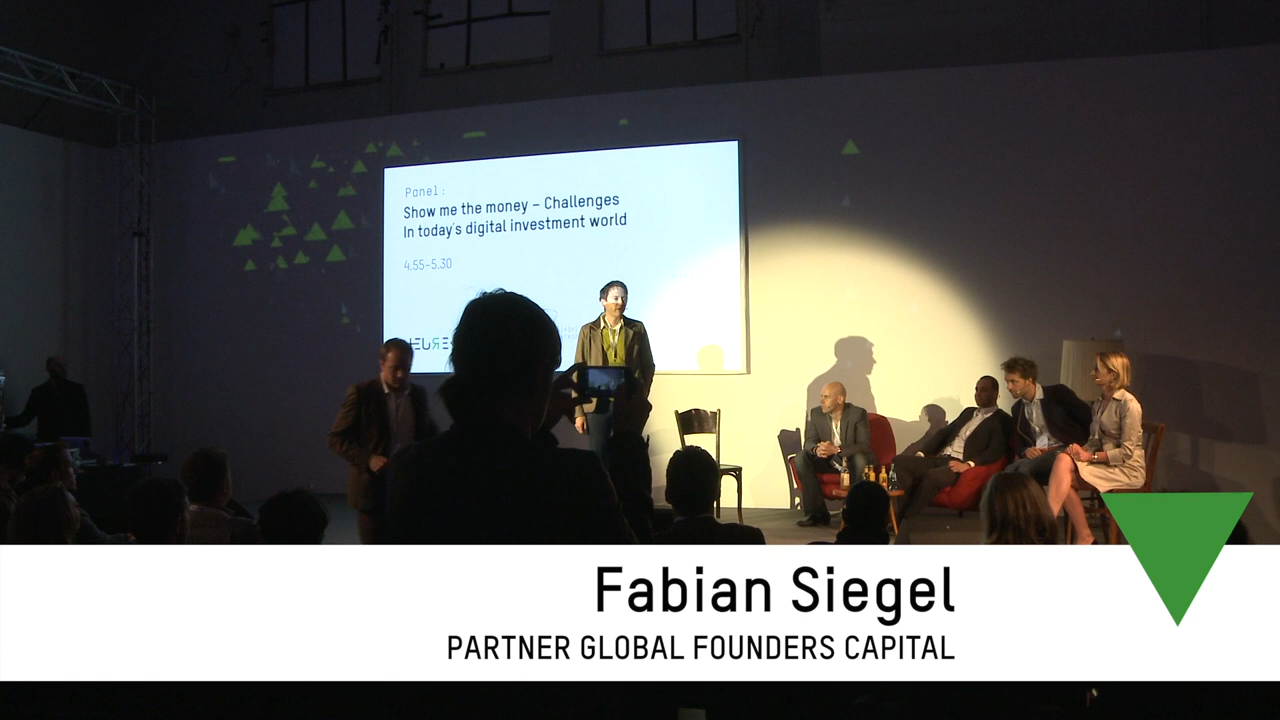 Panel:
Show me the money – Challenges
In today's digital investment world
4.55–5.30
Fabian Siegel
PARTNER GLOBAL FOUNDERS CAPITAL